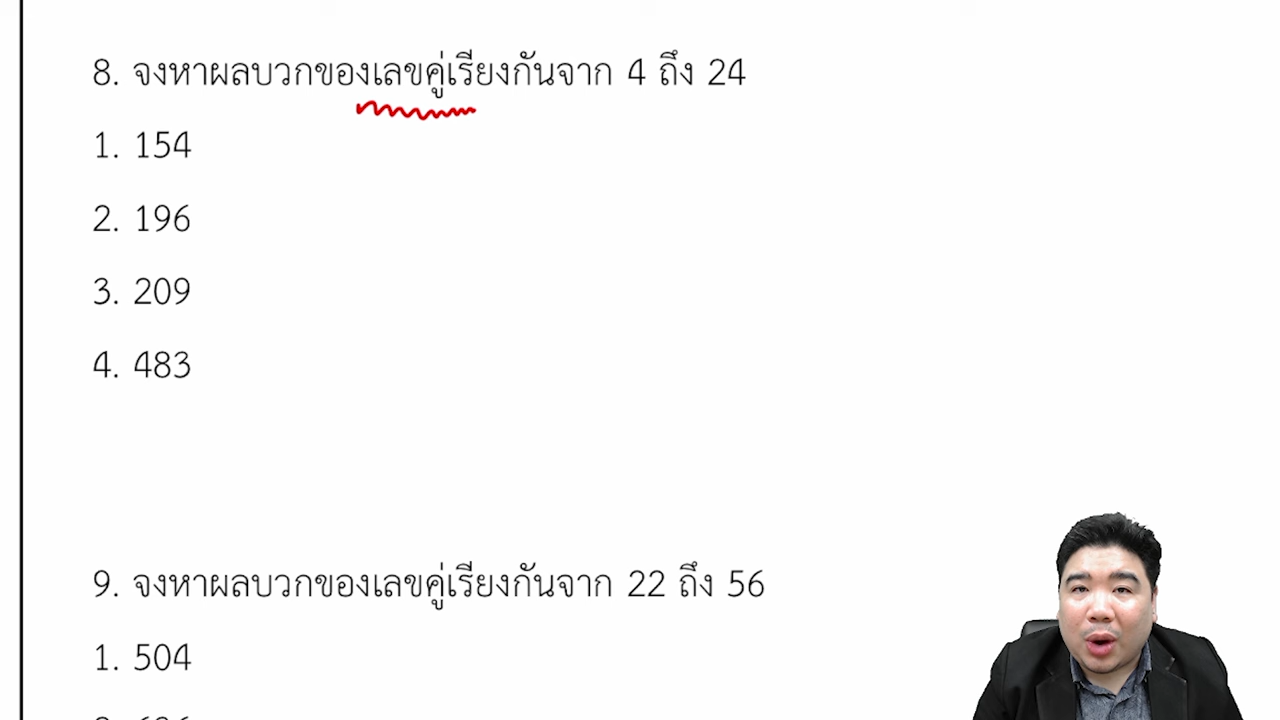 8. จงหาผลบวกของเลขคู่เรียงกันจาก 4 ถึง 24
1. 154
2. 196
3. 209
4. 483
9. จงหาผลบวกของเลขคู่เรียงกันจาก 22 ถึง 56
1. 504